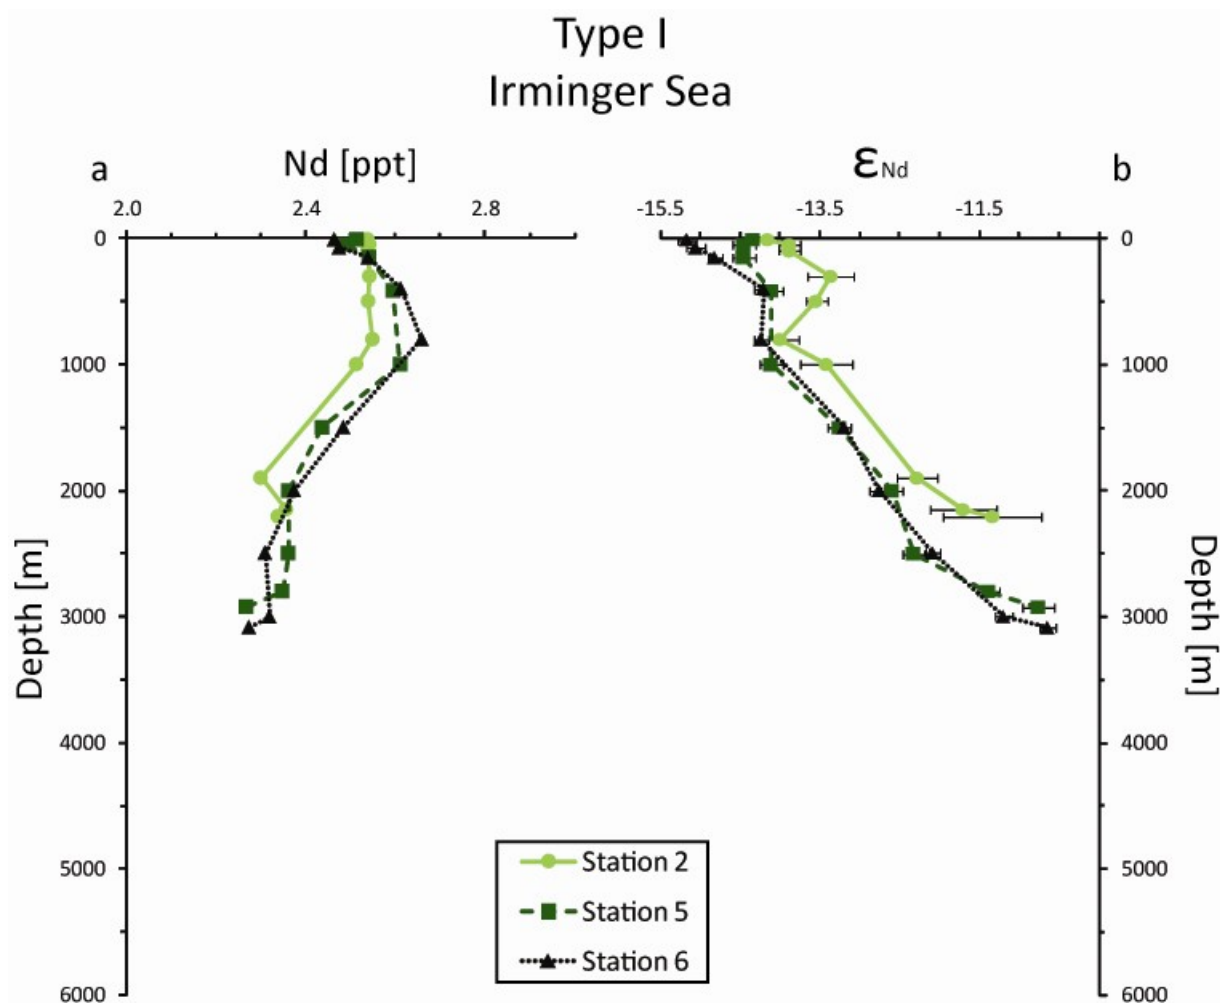 Type I
Irminger Sea
a
Nd [ppt]
εNd
b
2.0 2.4 2.8
-15.5 -13.5 -11.5
0 0
1000 1000
2000 2000
3000 3000
4000 4000
5000 5000
6000 6000
Depth [m]
Depth [m]
Station 2
Station 5
Station 6